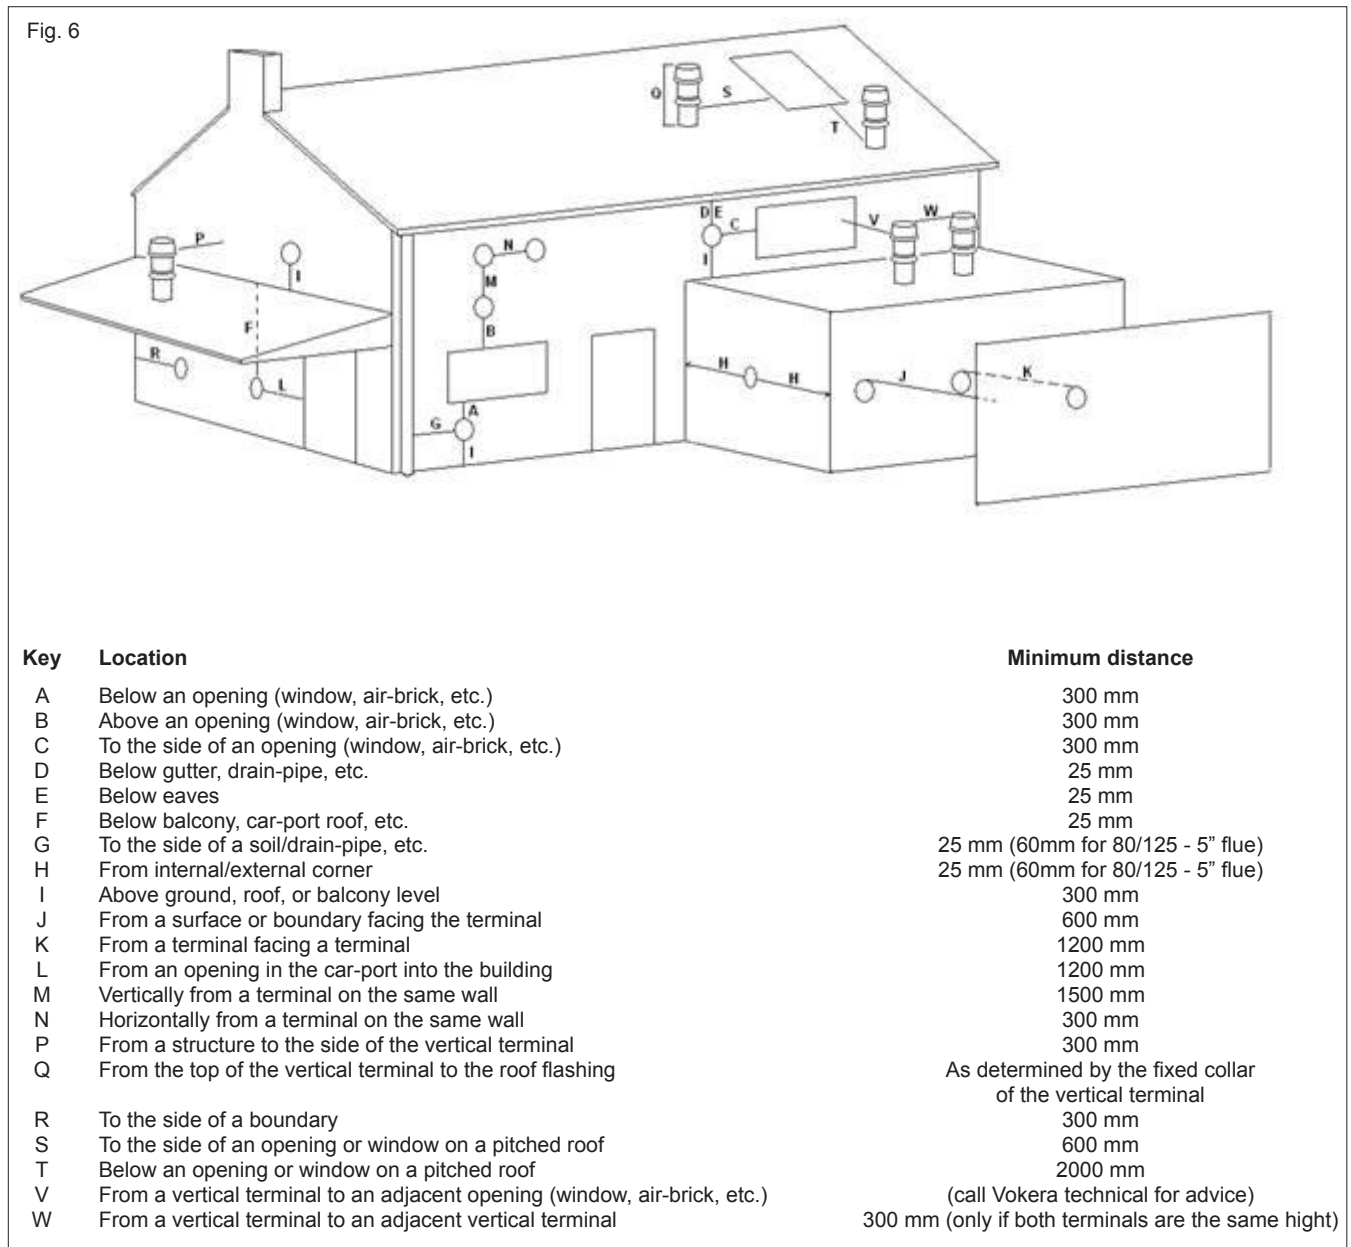 Fig. 6
Q
S
T
P
I
N
D E
C
V
W
M
I
F
B
R
L
H
H
J
K
A
G
I
Key Location Minimum distance
A Below an opening (window, air-brick, etc.) 300 mm
B Above an opening (window, air-brick, etc.) 300 mm
C To the side of an opening (window, air-brick, etc.) 300 mm
D Below gutter, drain-pipe, etc. 25 mm
E Below eaves 25 mm
F Below balcony, car-port roof, etc. 25 mm
G To the side of a soil/drain-pipe, etc. 25 mm (60mm for 80/125 - 5” flue)
H From internal/external corner 25 mm (60mm for 80/125 - 5” flue)
I Above ground, roof, or balcony level 300 mm
J From a surface or boundary facing the terminal 600 mm
K From a terminal facing a terminal 1200 mm
L From an opening in the car-port into the building 1200 mm
M Vertically from a terminal on the same wall 1500 mm
N Horizontally from a terminal on the same wall 300 mm
P From a structure to the side of the vertical terminal 300 mm
Q From the top of the vertical terminal to the roof flashing As determined by the fixed collar
of the vertical terminal
R To the side of a boundary 300 mm
S To the side of an opening or window on a pitched roof 600 mm
T Below an opening or window on a pitched roof 2000 mm
V From a vertical terminal to an adjacent opening (window, air-brick, etc.) (call Vokera technical for advice)
W From a vertical terminal to an adjacent vertical terminal 300 mm (only if both terminals are the same hight)